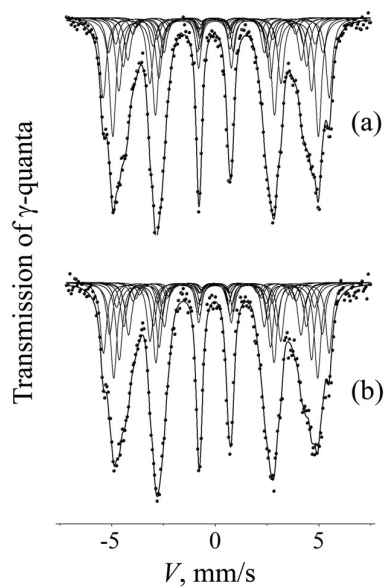 Transmission of γ-quanta
(a)
(b)
-5 0 5
V, mm/s